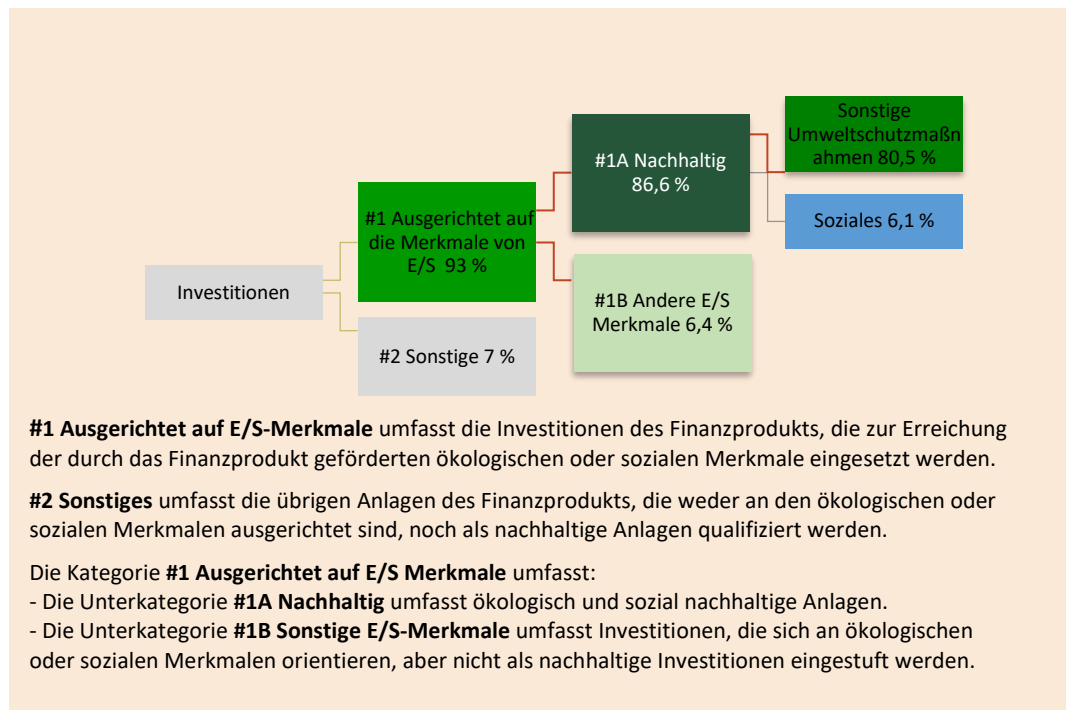 Investitionen
#1 Ausgerichtet auf
die Merkmale von
E/S 93 %
#2 Sonstige 7 %
#1A Nachhaltig
86,6 %
#1B Andere E/S
Merkmale 6,4 %
Sonstige
Umweltschutzmaßn
ahmen 80,5 %
Soziales 6,1 %
#1 Ausgerichtet auf E/S-Merkmale umfasst die Investitionen des Finanzprodukts, die zur Erreichung
der durch das Finanzprodukt geförderten ökologischen oder sozialen Merkmale eingesetzt werden.
#2 Sonstiges umfasst die übrigen Anlagen des Finanzprodukts, die weder an den ökologischen oder
sozialen Merkmalen ausgerichtet sind, noch als nachhaltige Anlagen qualifiziert werden.
Die Kategorie #1 Ausgerichtet auf E/S Merkmale umfasst:
- Die Unterkategorie #1A Nachhaltig umfasst ökologisch und sozial nachhaltige Anlagen.
- Die Unterkategorie #1B Sonstige E/S-Merkmale umfasst Investitionen, die sich an ökologischen
oder sozialen Merkmalen orientieren, aber nicht als nachhaltige Investitionen eingestuft werden.